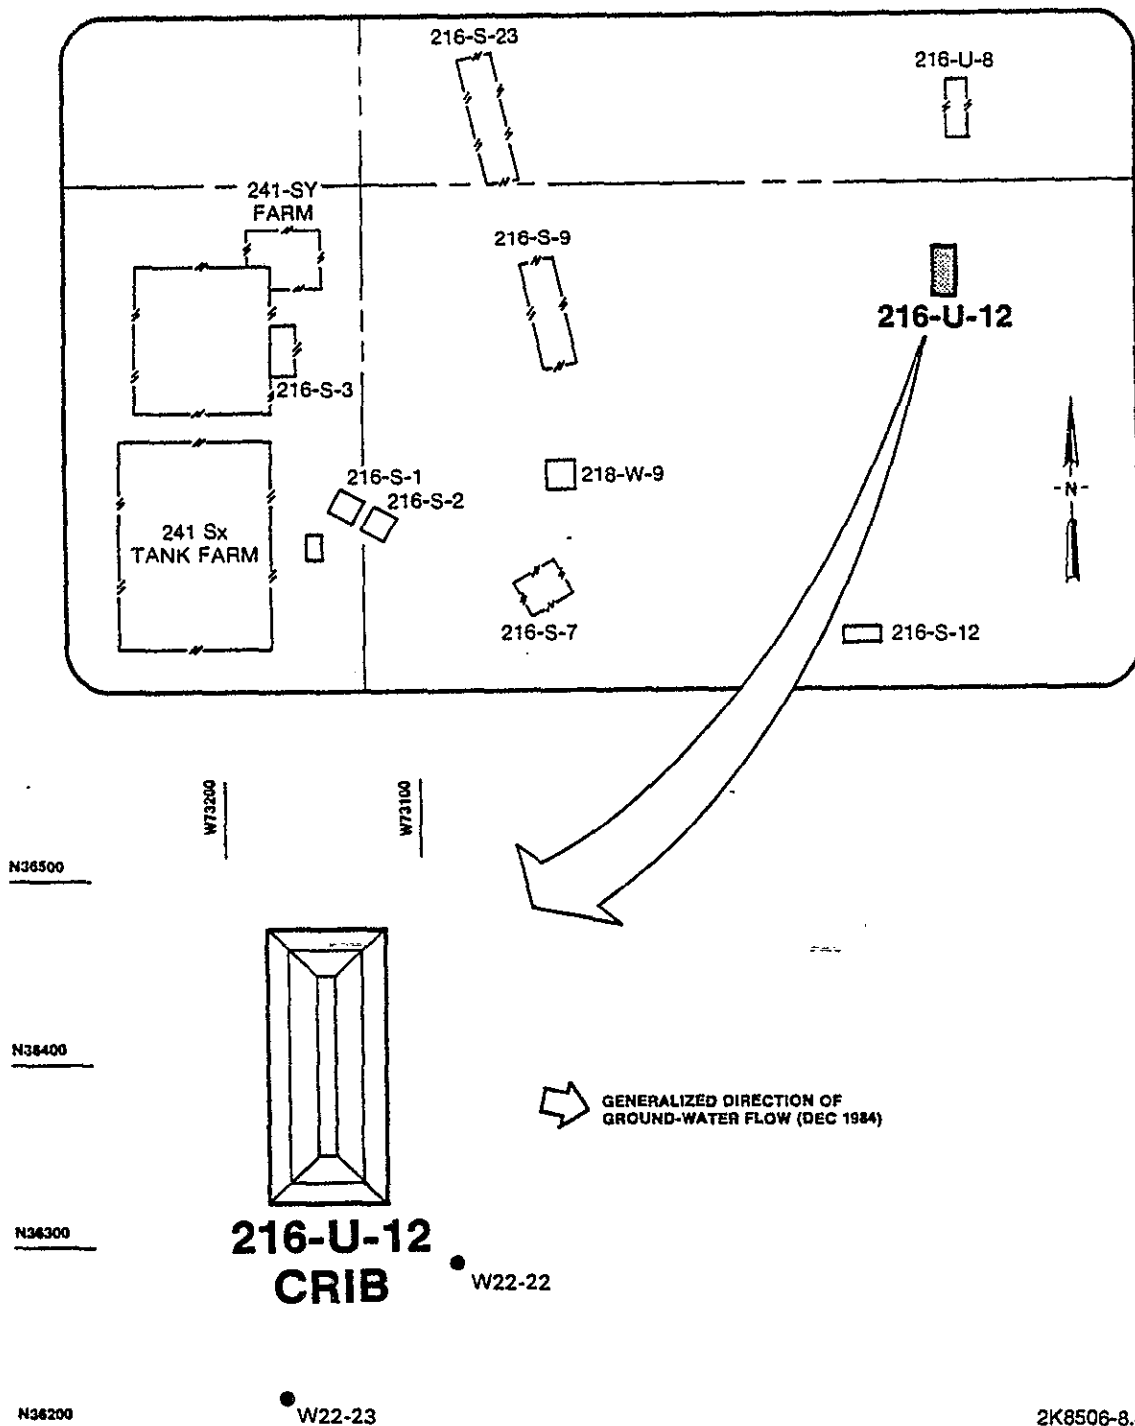 216-S-23
216-U-8
241-SY
FARM
216-S-9
216-U-12
216-S-3
216-S-1
216-S-2
218-W-9
-N-
241 Sx
TANK FARM
216-S-7
216-S-12
W73200
W73100
N36500
N36400
GENERALIZED DIRECTION OF
GROUND-WATER FLOW (DEC 1984)
N36300
216-U-12
CRIB
W22-22
N36200
W22-23
2K8506-8.